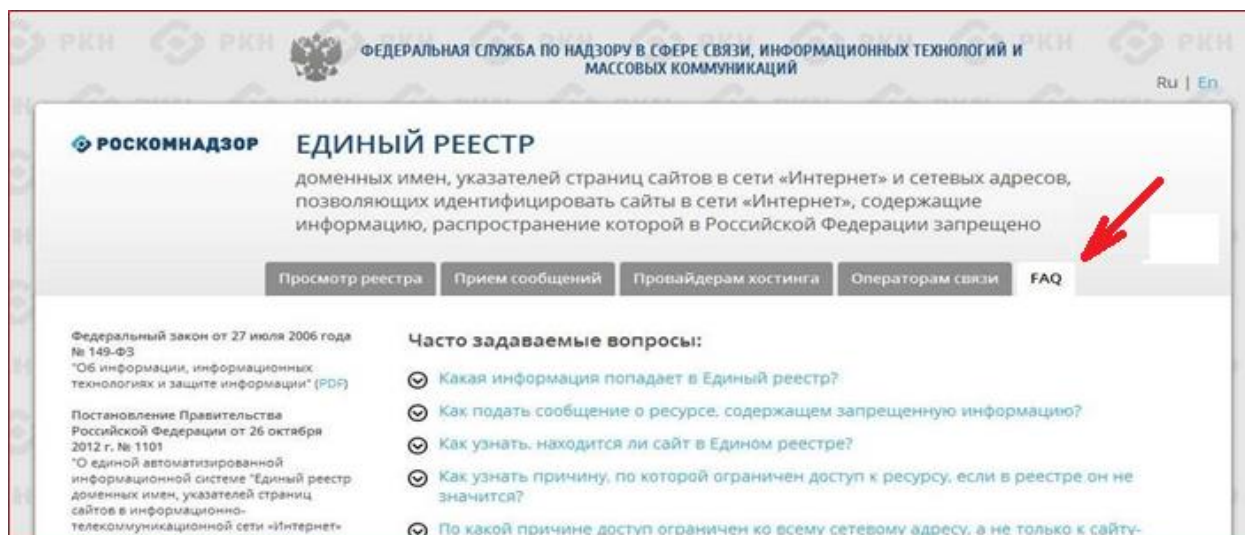 ФЕДЕРАЛЬНАЯ СЛУЖБА ПО НАДЗОРУ В СФЕРЕ СВЯЗИ, ИНФОРМАЦИОННЫХ ТЕХНОЛОГИЙ И
МАССОВЫХ КОММУНИКАЦИЙ
Ru | En
РОСКОМНАДЗОР
ЕДИНЫЙ РЕЕСТР
доменных имен, указателей страниц сайтов в сети «Интернет» и сетевых адресов,
позволяющих идентифицировать сайты в сети «Интернет», содержащие
информацию, распространение которой в Российской Федерации запрещено
Просмотр реестра Прием сообщений Провайдерам хостинга Операторам связи FAQ
Федеральный закон от 27 июля 2006 года
№ 149-ФЗ
"Об информации, информационных
технологиях и защите информации" (PDF)
Постановление Правительства
Российской Федерации от 26 октября
2012 г. № 1101
"О единой автоматизированной
информационной системе "Единый реестр
доменных имен, указателей страниц
сайтов в информационно-
телекоммуникационной сети «Интернет»
Часто задаваемые вопросы:
Какая информация попадает в Единый реестр?
Как подать сообщение о ресурсе, содержащем запрещенную информацию?
Как узнать, находится ли сайт в Едином реестре?
Как узнать причину, по которой ограничен доступ к ресурсу, если в реестре он не
значится?
По какой причине доступ ограничен ко всему сетевому адресу, а не только к сайту-